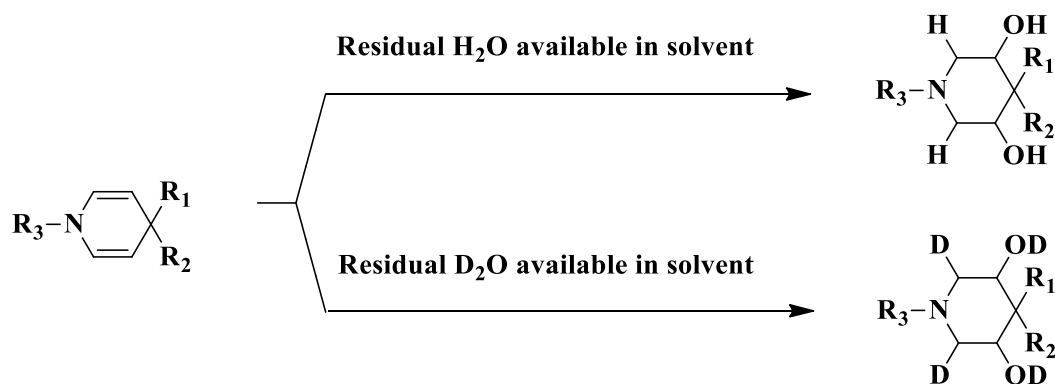 Residual H₂O available in solvent
H OH
R₁
R₃–N
R₂
H OH
R₁
R₃–N
R₂
Residual D₂O available in solvent
D OD
R₁
R₃–N
R₂
D OD